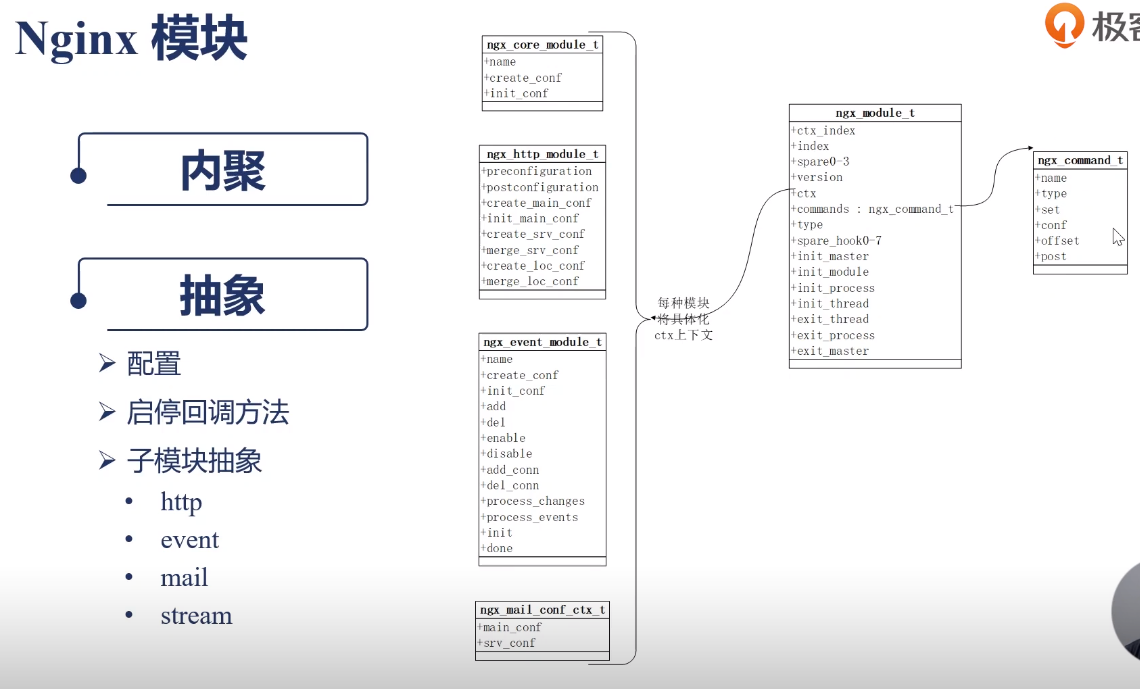 Nginx 模块
内聚
抽象
配置
启停回调方法
子模块抽象
http
event
mail
stream
ngx_core_module_t
+name
+create_conf
+init_conf
ngx_http_module_t
+preconfiguration
+postconfiguration
+create_main_conf
+init_main_conf
+create_srv_conf
+merge_srv_conf
+create_loc_conf
+merge_loc_conf
ngx_event_module_t
+name
+create_conf
+init_conf
+add
+del
+enable
+disable
+add_conn
+del_conn
+process_changes
+process_events
+init
+done
ngx_mail_conf_ctx_t
+main_conf
+srv_conf
每种模块
将具体化
ctx上下文
ngx_module_t
+ctx_index
+index
+spare0-3
+version
+ctx
+commands : ngx_command_t
+type
+spare_hook0-7
+init_master
+init_module
+init_process
+init_thread
+exit_thread
+exit_process
+exit_master
ngx_command_t
+name
+type
+set
+conf
+offset
+post